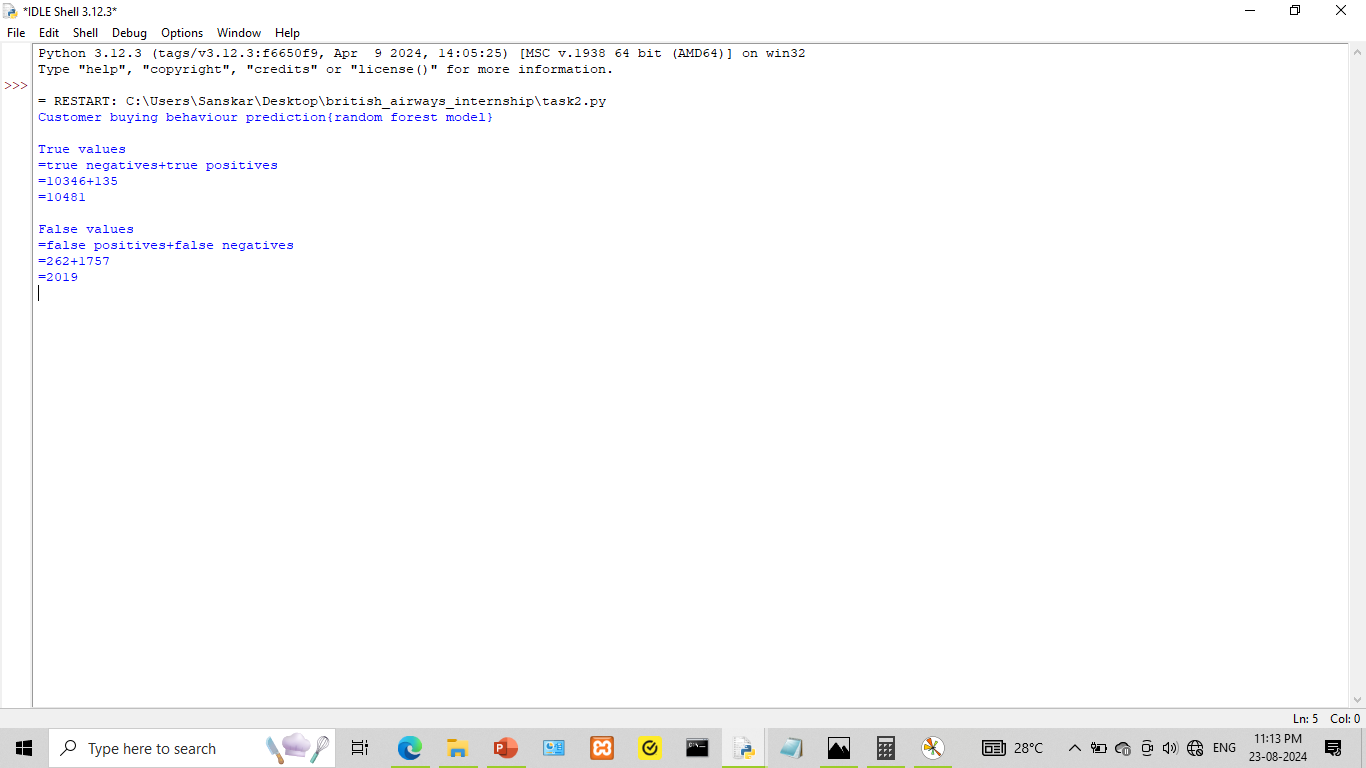 *IDLE Shell 3.12.3*
File Edit Shell Debug Options Window Help
Python 3.12.3 (tags/v3.12.3:f6650f9, Apr  9 2024, 14:05:25) [MSC v.1938 64 bit (AMD64)] on win32
Type "help", "copyright", "credits" or "license()" for more information.
>>>
= RESTART: C:\Users\Sanskar\Desktop\british_airways_internship\task2.py
Customer buying behaviour prediction{random forest model}
True values
=true negatives+true positives
=10346+135
=10481
False values
=false positives+false negatives
=262+1757
=2019
Ln: 5 Col: 0
Type here to search
28°C
ENG
11:13 PM
23-08-2024